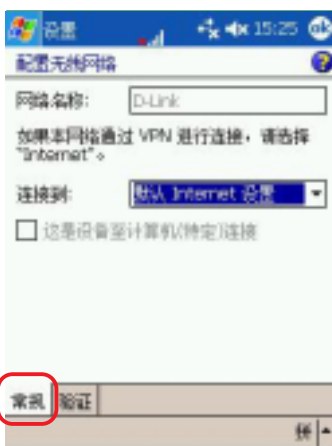 设置 15:25 ok
配置无线网络
网络名称: D-Link
如果本网络通过 VPN 进行连接，请选择
"Internet"。
连接到: 默认 Internet 设置
这是设备至计算机(特定)连接
常规 验证
拼